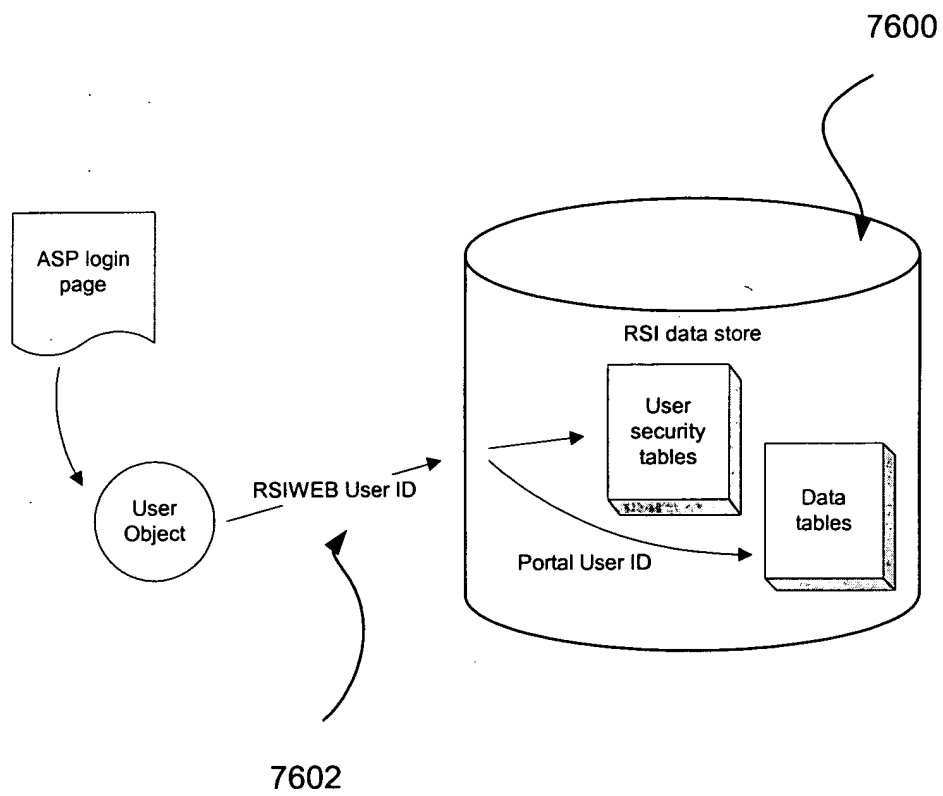 7600
ASP login
page
RSI data store
User
security
tables
RSIWEB User ID
User
Object
Data
tables
Portal User ID
7602